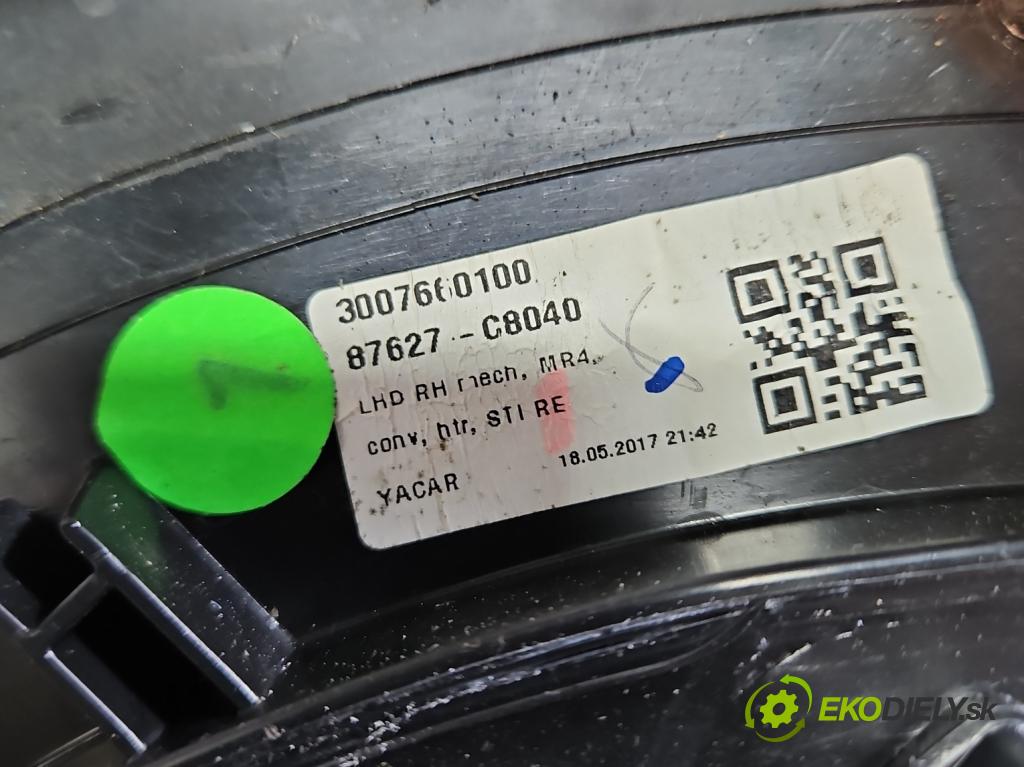 3007660100
87627 - C8040
LHD RH mech, MR4.
conv, htr, STI RE
18.05.2017 21:42
YACAR
1
EKODIELY.sk